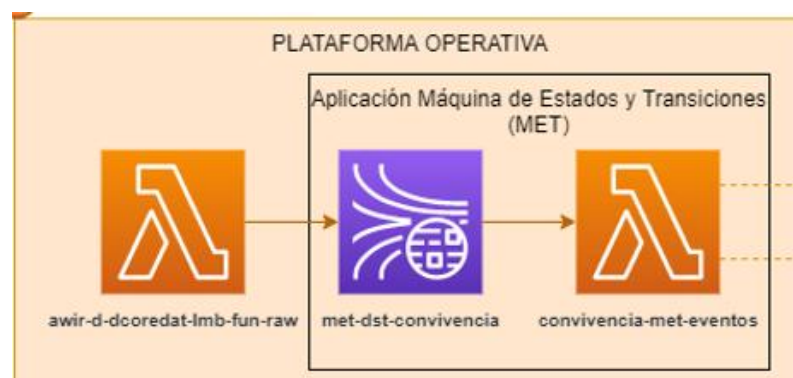 PLATAFORMA OPERATIVA
Aplicación Máquina de Estados y Transiciones
(MET)
awir-d-dcoredat-lmb-fun-raw
met-dst-convivencia
convivencia-met-eventos